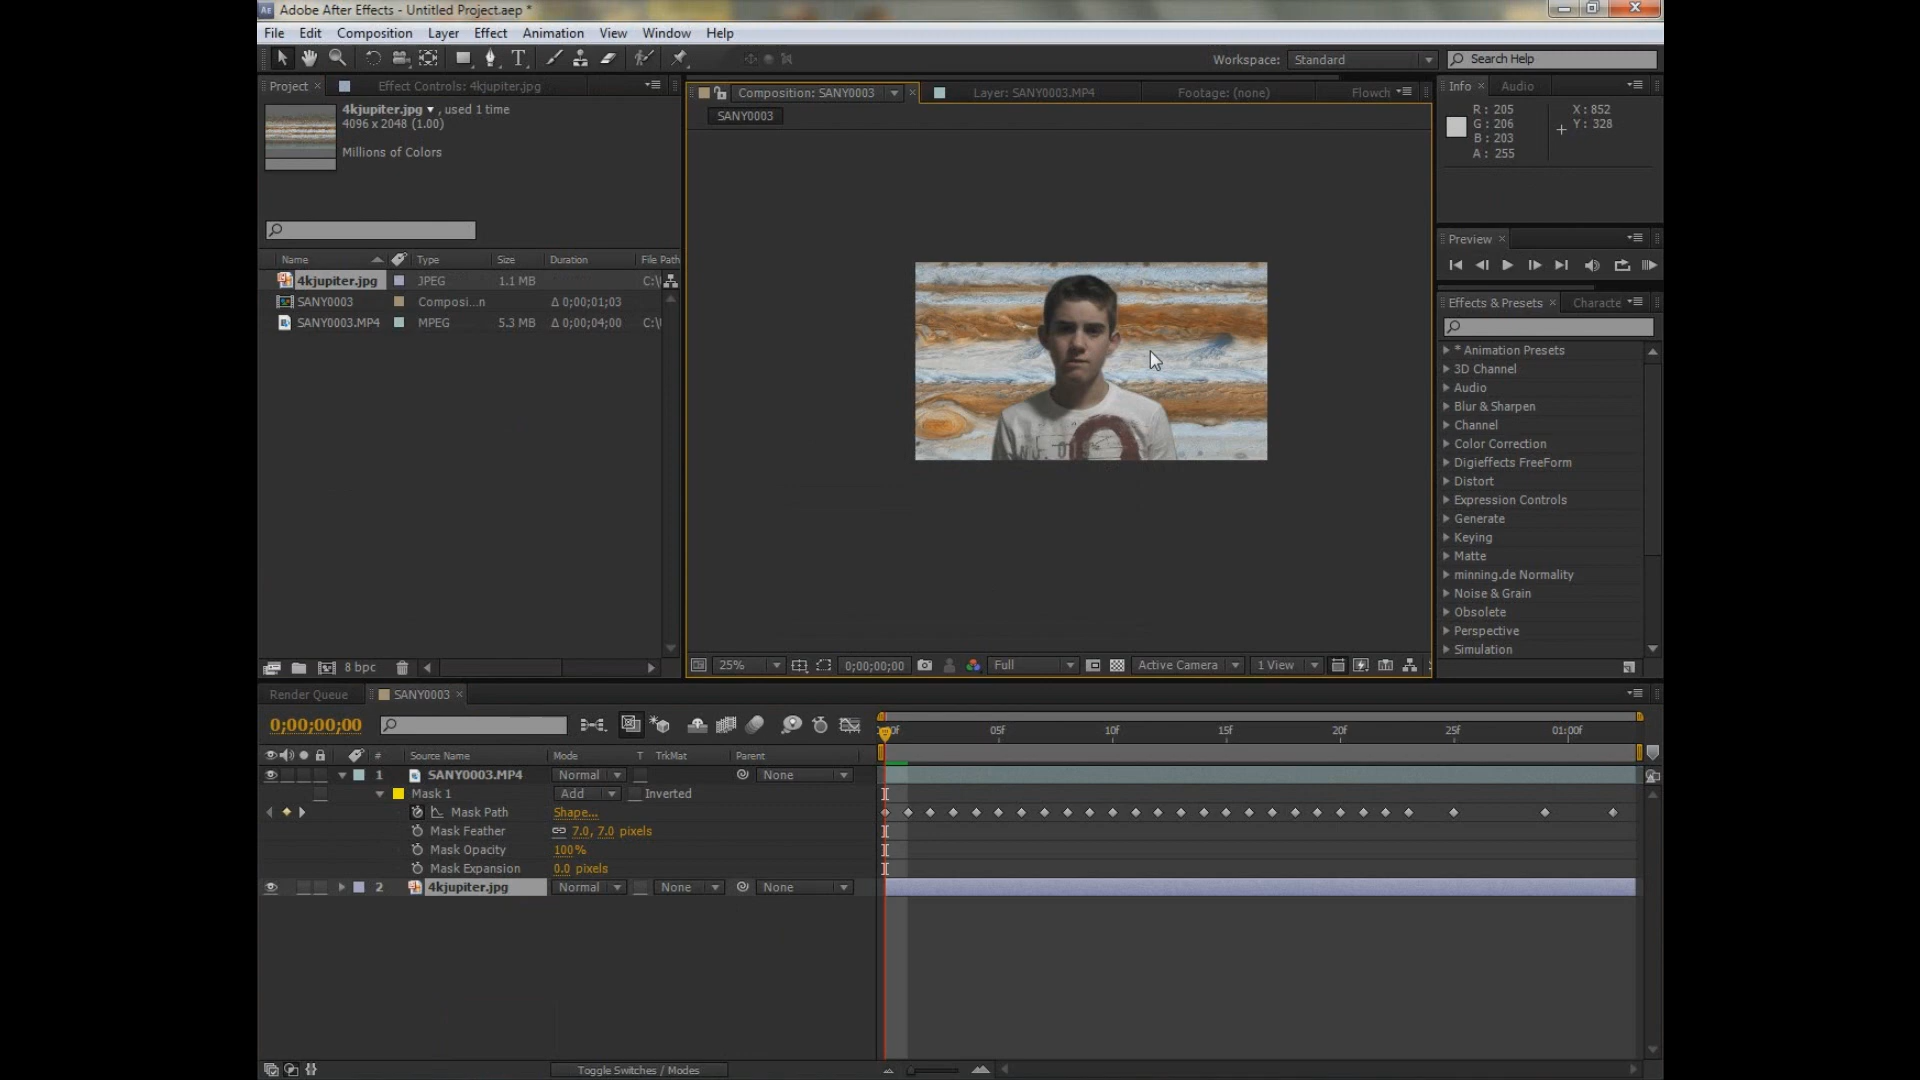 Adobe After Effects - Untitled Project.aep *
File Edit Composition Layer Effect Animation View Window Help
Workspace: Standard Search Help
Project Effect Controls: 4kjupiter.jpg
4kjupiter.jpg , used 1 time
4096 x 2048 (1.00)
Millions of Colors
Name Type Size Duration File Path
4kjupiter.jpg JPEG 1.1 MB C:\
SANY0003 Composi...n Δ 0;00;01;03
SANY0003.MP4 MPEG 5.3 MB Δ 0;00;04;00 C:\
8 bpc
Composition: SANY0003 Layer: SANY0003.MP4 Footage: (none) Flowch
SANY0003
25% 0;00;00;00 Full Active Camera 1 View
Info Audio
R: 205 X: 852
G: 206 Y: 328
B: 203
A: 255
Preview
Effects & Presets Characte
* Animation Presets
3D Channel
Audio
Blur & Sharpen
Channel
Color Correction
Digieffects FreeForm
Distort
Expression Controls
Generate
Keying
Matte
minning.de Normality
Noise & Grain
Obsolete
Perspective
Simulation
Render Queue SANY0003
0;00;00;00
05f 10f 15f 20f 25f 01:00f
# Source Name Mode T TrkMat Parent
1 SANY0003.MP4 Normal None
Mask 1 Add Inverted
Mask Path Shape...
Mask Feather 7.0, 7.0 pixels
Mask Opacity 100%
Mask Expansion 0.0 pixels
2 4kjupiter.jpg Normal None None
Toggle Switches / Modes